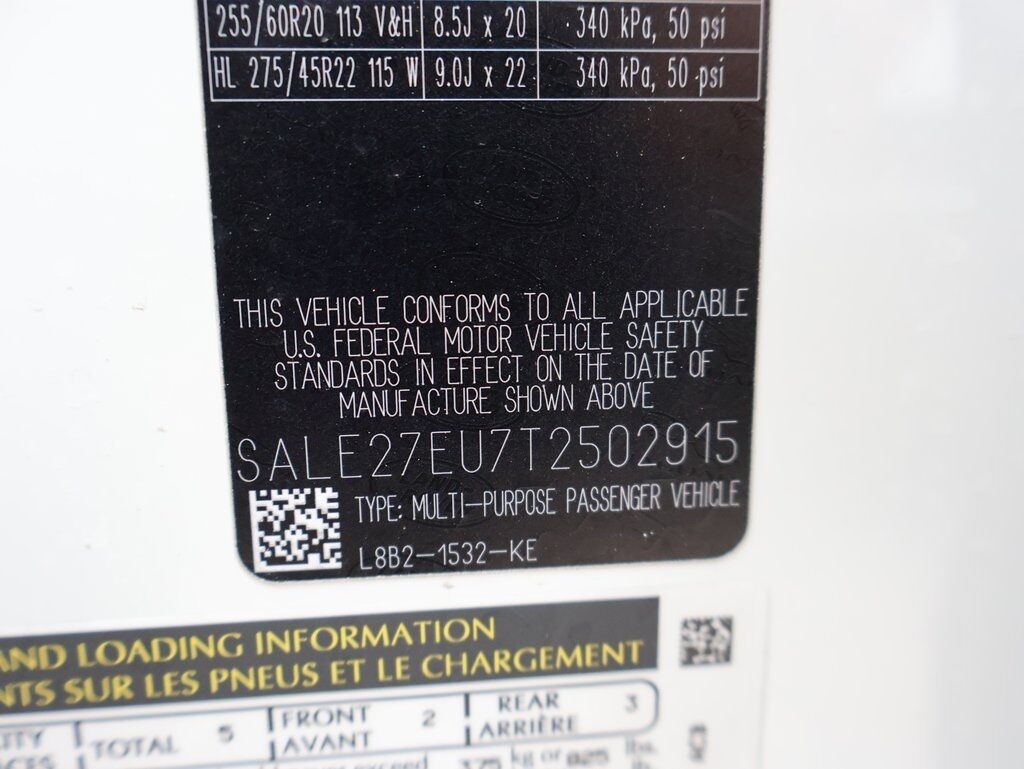 255/60R20 113 V&H 8.5J x 20 340 kPa, 50 psi
HL 275/45R22 115 W 9.0J x 22 340 kPa, 50 psi
THIS VEHICLE CONFORMS TO ALL APPLICABLE
U.S. FEDERAL MOTOR VEHICLE SAFETY
STANDARDS IN EFFECT ON THE DATE OF
MANUFACTURE SHOWN ABOVE
SALE27EU7T2502915
TYPE: MULTI-PURPOSE PASSENGER VEHICLE
L8B2-1532-KE
AND LOADING INFORMATION
NTS SUR LES PNEUS ET LE CHARGEMENT
TOTAL 5 FRONT 2 REAR 3
AVANT ARRIÈRE
kg or lbs.